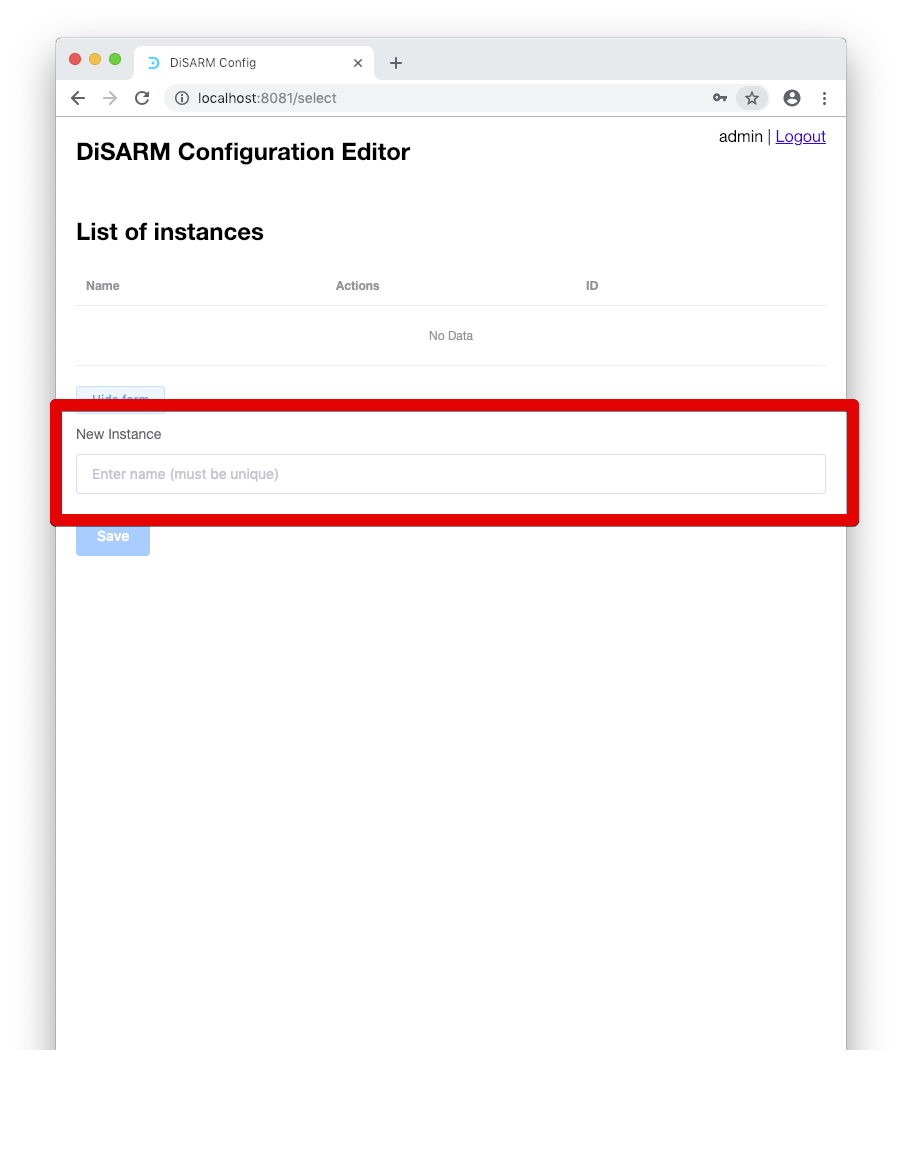 DiSARM Config
localhost:8081/select
admin | Logout
DiSARM Configuration Editor
List of instances
Name Actions ID
No Data
Hide form
New Instance
Enter name (must be unique)
Save